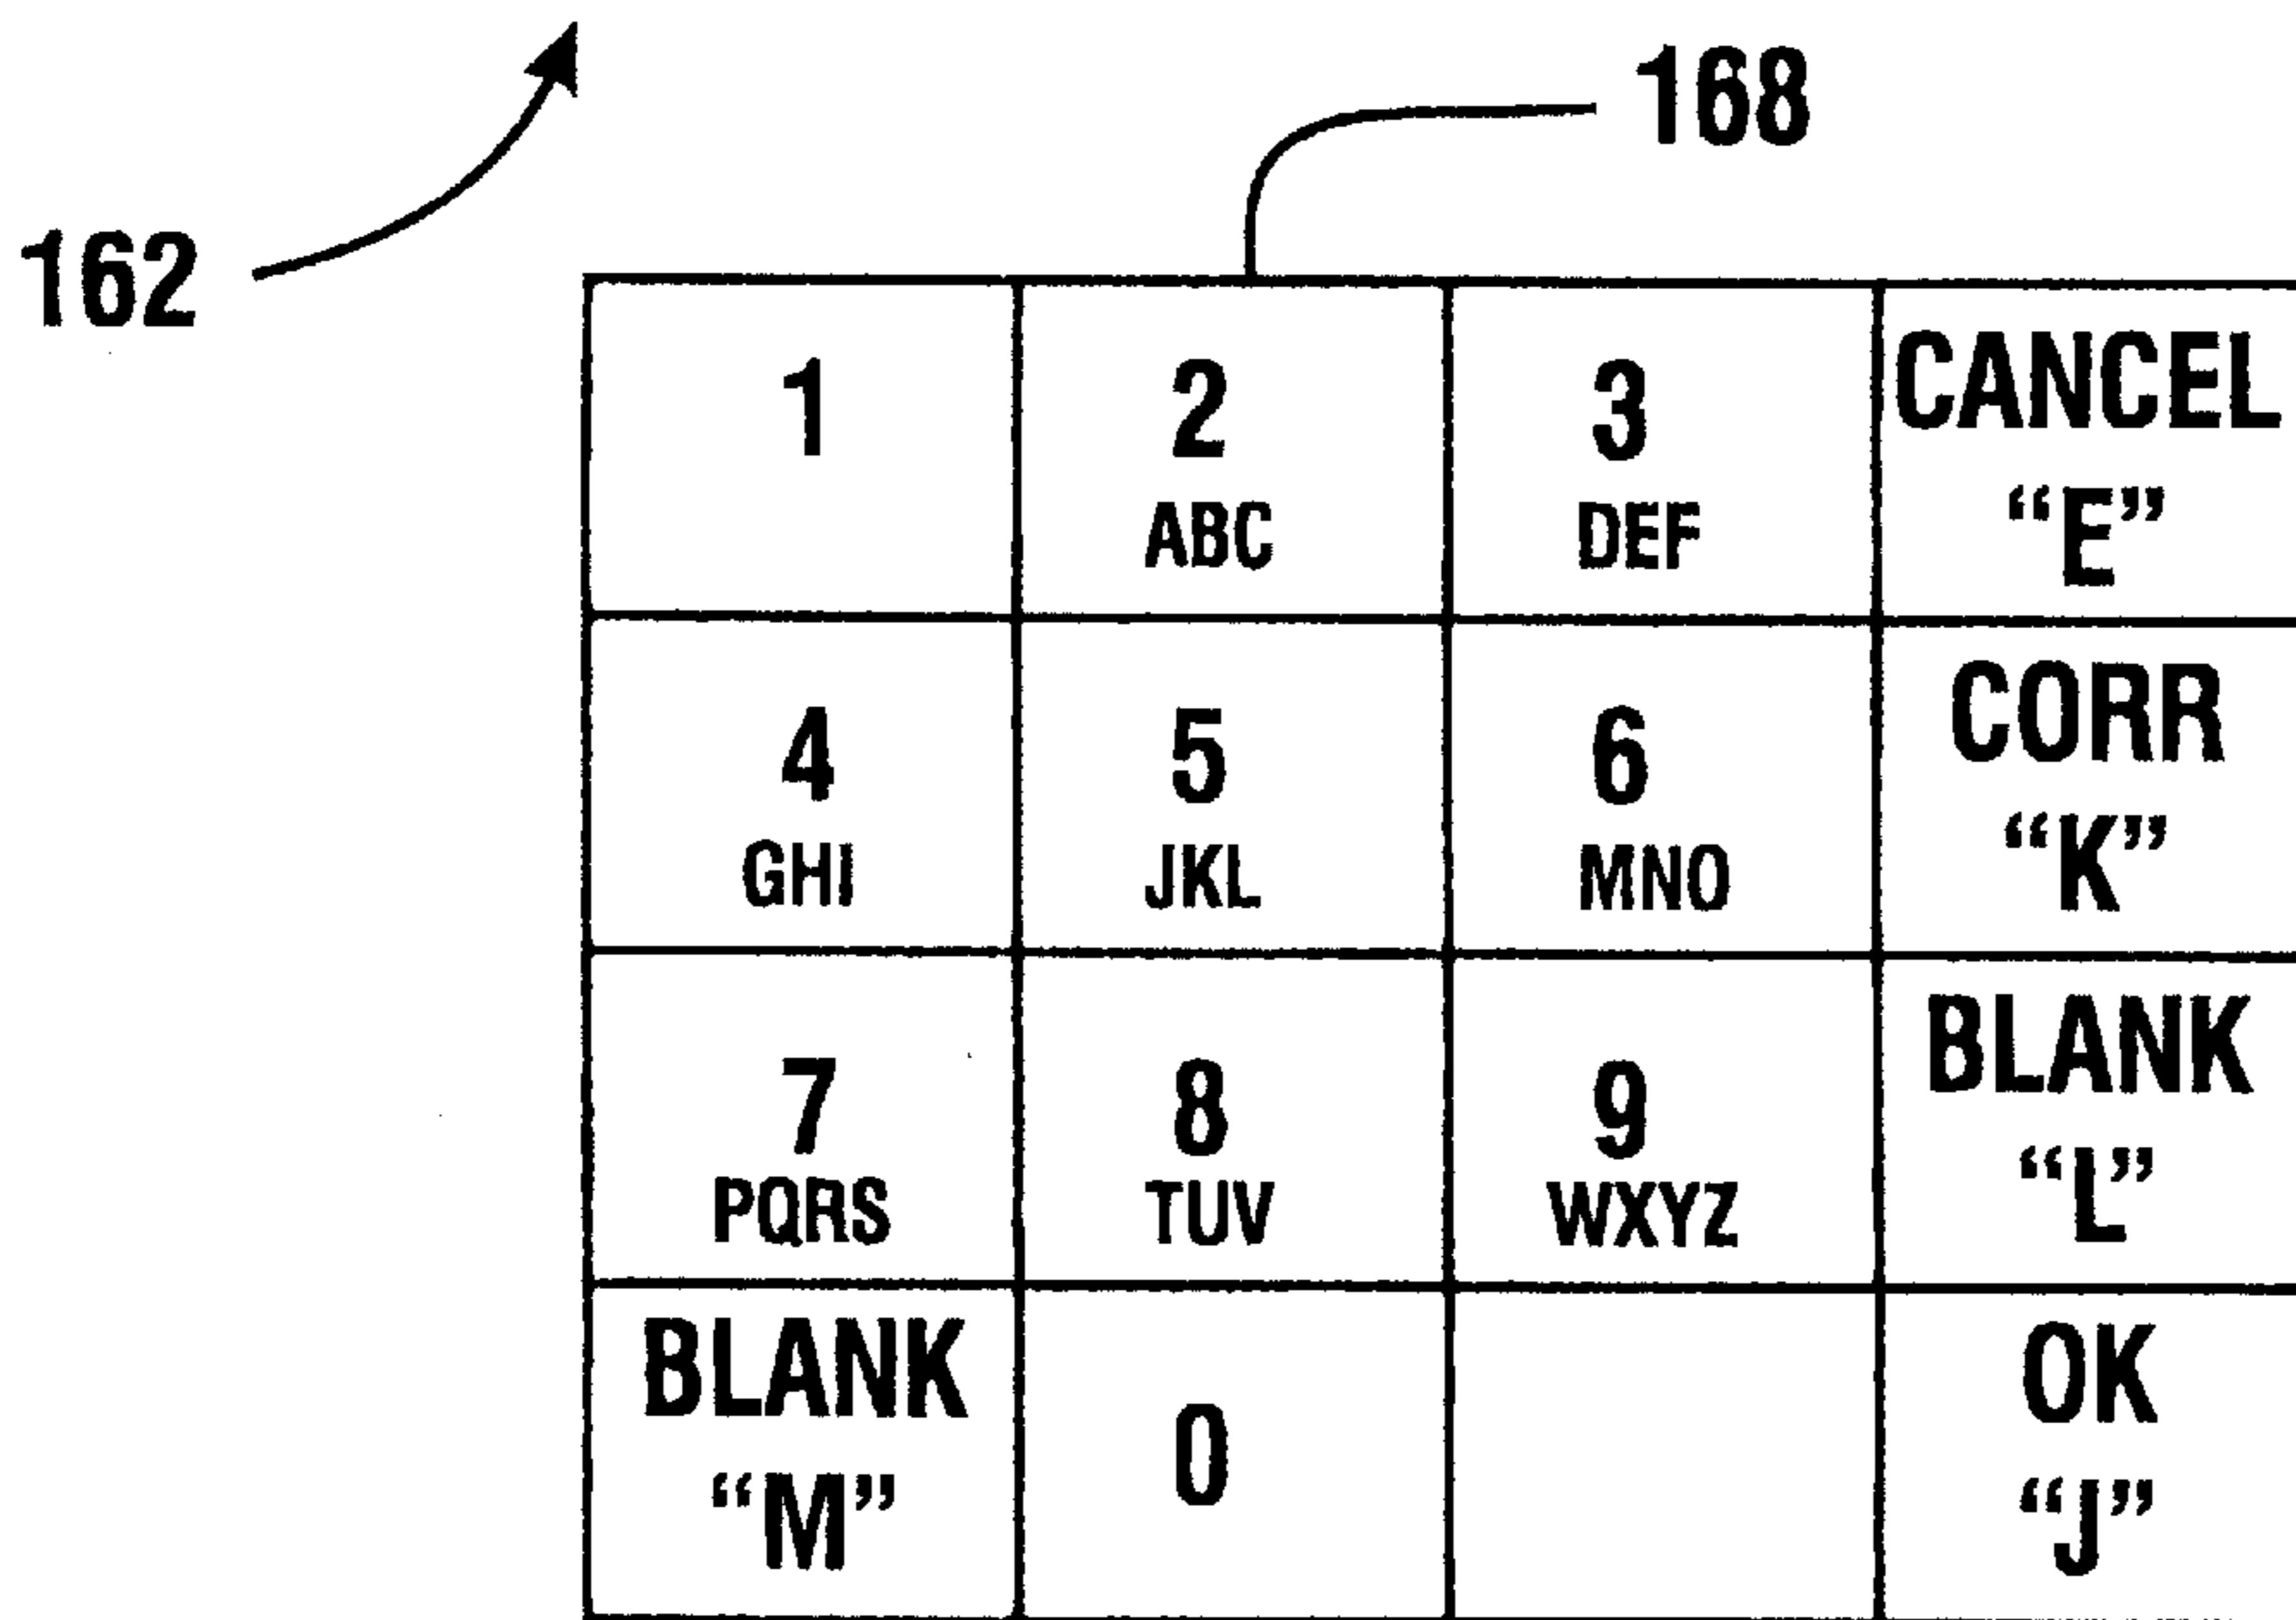 168
162
1 2 3 CANCEL
ABC DEF “E”
4 5 6 CORR
GHI JKL MNO “K”
7 8 9 BLANK
PQRS TUV WXYZ “L”
BLANK 0 OK
“M” “J”